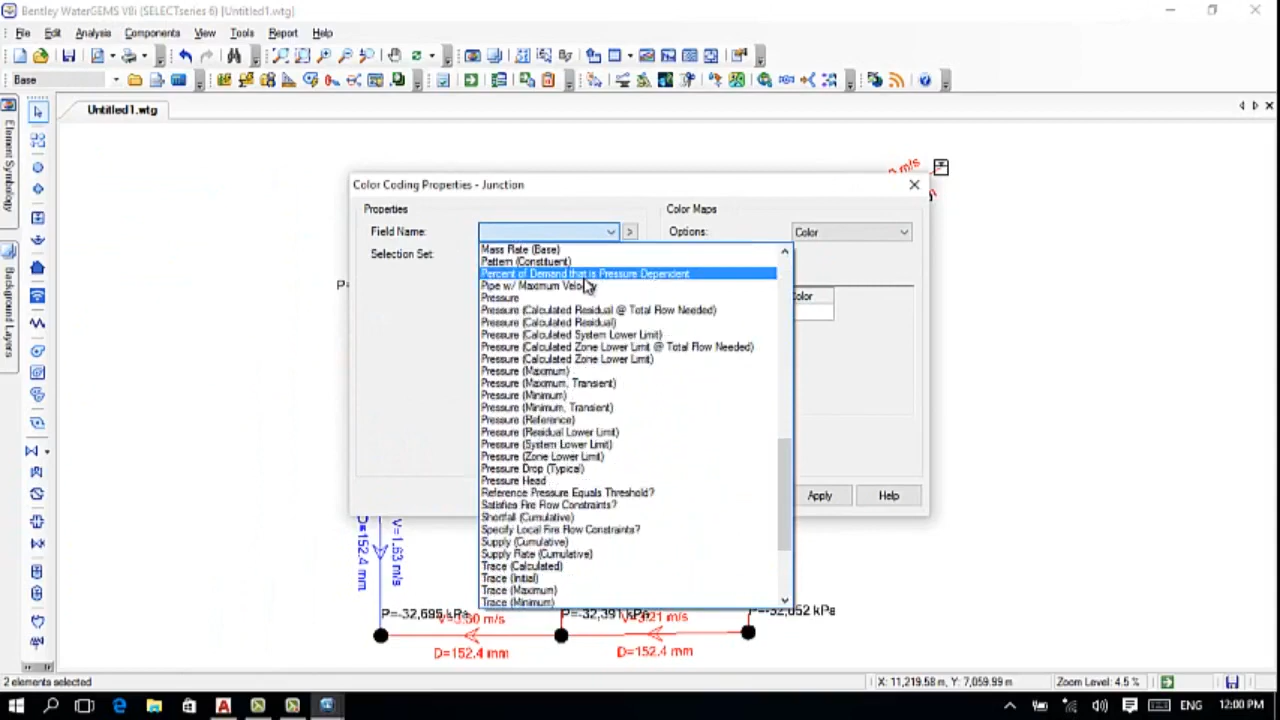 Bentley WaterGEMS V8i (SELECTseries 6) [Untitled1.wtg]
File Edit Analysis Components View Tools Report Help
Base
Untitled1.wtg
Element Symbology
Background Layers
m/s
Color Coding Properties - Junction
Properties
Color Maps
Field Name:
Options:
Color
Selection Set:
P=
Color
Mass Rate (Base)
Pattern (Constituent)
Percent of Demand that is Pressure Dependent
Pipe w/ Maximum Velocity
Pressure
Pressure (Calculated Residual @ Total Flow Needed)
Pressure (Calculated Residual)
Pressure (Calculated System Lower Limit)
Pressure (Calculated Zone Lower Limit @ Total Flow Needed)
Pressure (Calculated Zone Lower Limit)
Pressure (Maximum)
Pressure (Maximum, Transient)
Pressure (Minimum)
Pressure (Minimum, Transient)
Pressure (Reference)
Pressure (Residual Lower Limit)
Pressure (System Lower Limit)
Pressure (Zone Lower Limit)
Pressure Drop (Typical)
Pressure Head
Reference Pressure Equals Threshold?
Satisfies Fire Flow Constraints?
Shortfall (Cumulative)
Specify Local Fire Flow Constraints?
Supply (Cumulative)
Supply Rate (Cumulative)
Trace (Calculated)
Trace (Initial)
Trace (Maximum)
Trace (Minimum)
Apply
Help
D=152.4 mm
V=1.63 m/s
P=-32,695 kPa
P=-32,391 kPa
P=-32,052 kPa
V=3.50 m/s
V=3.21 m/s
D=152.4 mm
D=152.4 mm
2 elements selected
X: 11,219.58 m, Y: 7,059.99 m
Zoom Level: 4.5 %
ENG
12:00 PM